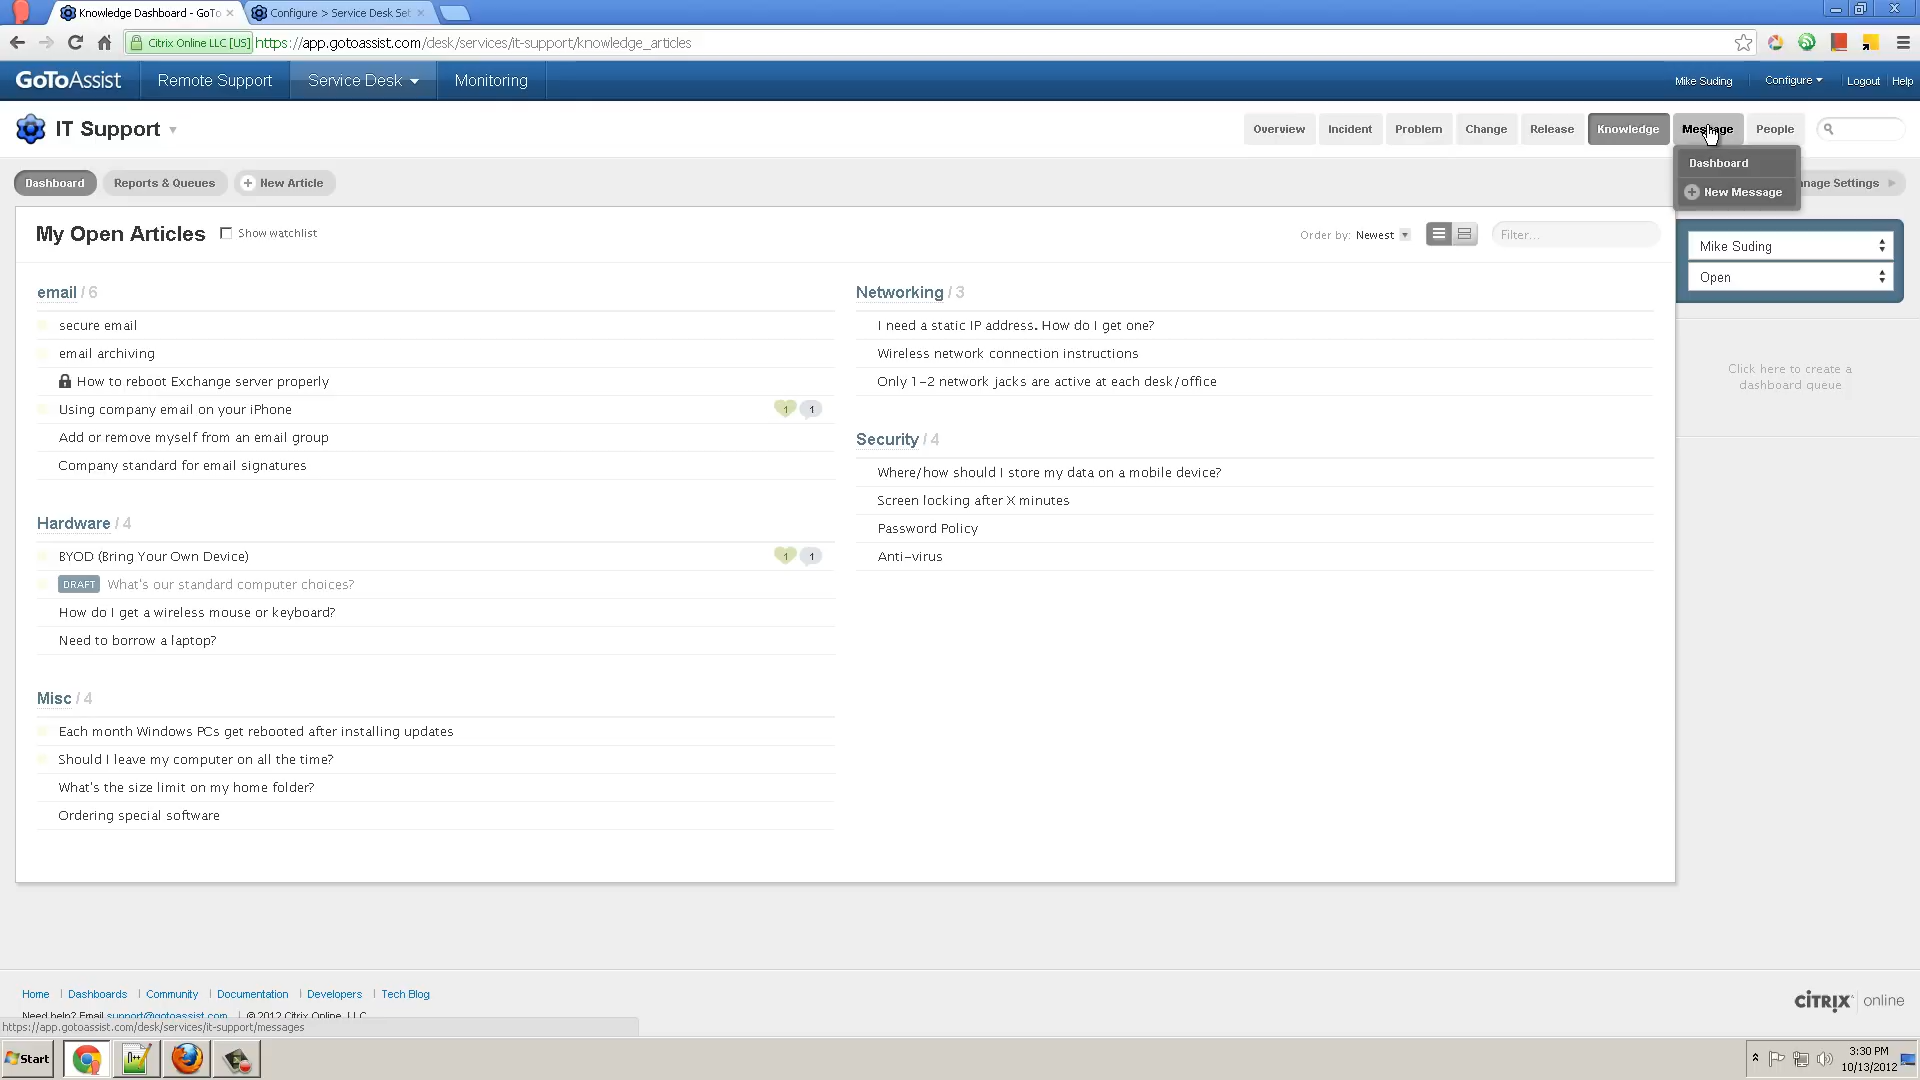 Knowledge Dashboard - GoTo
Configure > Service Desk Set
Citrix Online LLC [US] https://app.gotoassist.com/desk/services/it-support/knowledge_articles
GoToAssist Remote Support Service Desk Monitoring
Mike Suding Configure Logout Help
IT Support
Overview Incident Problem Change Release Knowledge Message People
Dashboard
New Message
Dashboard Reports & Queues + New Article
nage Settings
My Open Articles Show watchlist
Order by: Newest Filter...
Mike Suding
Open
Click here to create a
dashboard queue
email / 6
secure email
email archiving
How to reboot Exchange server properly
Using company email on your iPhone 1 1
Add or remove myself from an email group
Company standard for email signatures
Hardware / 4
BYOD (Bring Your Own Device) 1 1
DRAFT What's our standard computer choices?
How do I get a wireless mouse or keyboard?
Need to borrow a laptop?
Misc / 4
Each month Windows PCs get rebooted after installing updates
Should I leave my computer on all the time?
What's the size limit on my home folder?
Ordering special software
Networking / 3
I need a static IP address. How do I get one?
Wireless network connection instructions
Only 1-2 network jacks are active at each desk/office
Security / 4
Where/how should I store my data on a mobile device?
Screen locking after X minutes
Password Policy
Anti-virus
Home | Dashboards | Community | Documentation | Developers | Tech Blog
Need help? Email support@gotoassist.com | © 2012 Citrix Online, LLC
CITRIX online
https://app.gotoassist.com/desk/services/it-support/messages
Start
3:30 PM
10/13/2012